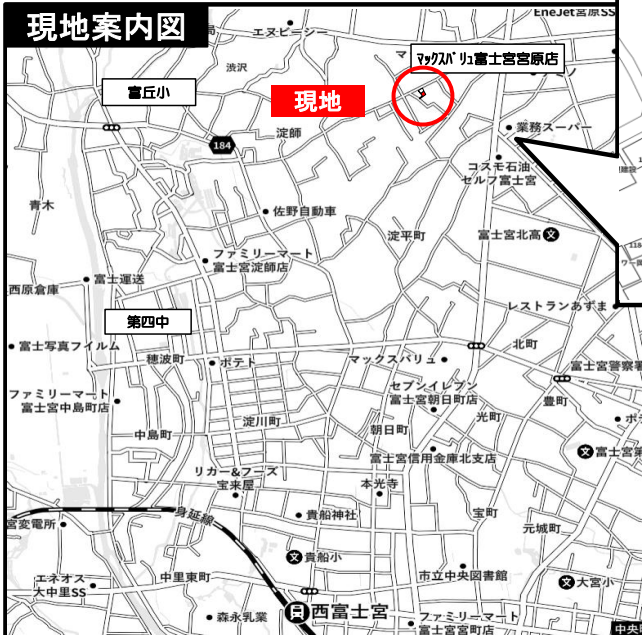 現地案内図
EneJet宮原SS
エヌビーシー
渋沢
マックスバリュ富士宮宮原店
富丘小
現地
184
淀師
業務スーパー
コスモ石油
セルフ富士宮
青木
佐野自動車
淀平町
富士宮北高
文
ファミリーマート
富士宮淀師店
富士運送
西原倉庫
レストランあずま
第四中
富士写真フイルム
穂波町
ポテト
マックスバリュ
北町
富士宮警察署
セブンイレブン
富士宮朝日町店
豊町
ファミリーマート
富士宮中島町店
淀川町
光町
朝日町
中島町
富士宮信用金庫北支店
文
富士宮第
リカー&フーズ
宝来屋
本光寺
身延線
貴船神社
宝町
宮変電所
元城町
文
貴船小
エネオス
大中里SS
中里東町
市立中央図書館
文
大宮小
西富士宮
森永乳業
ファミリーマート
富士宮宮町店
中央